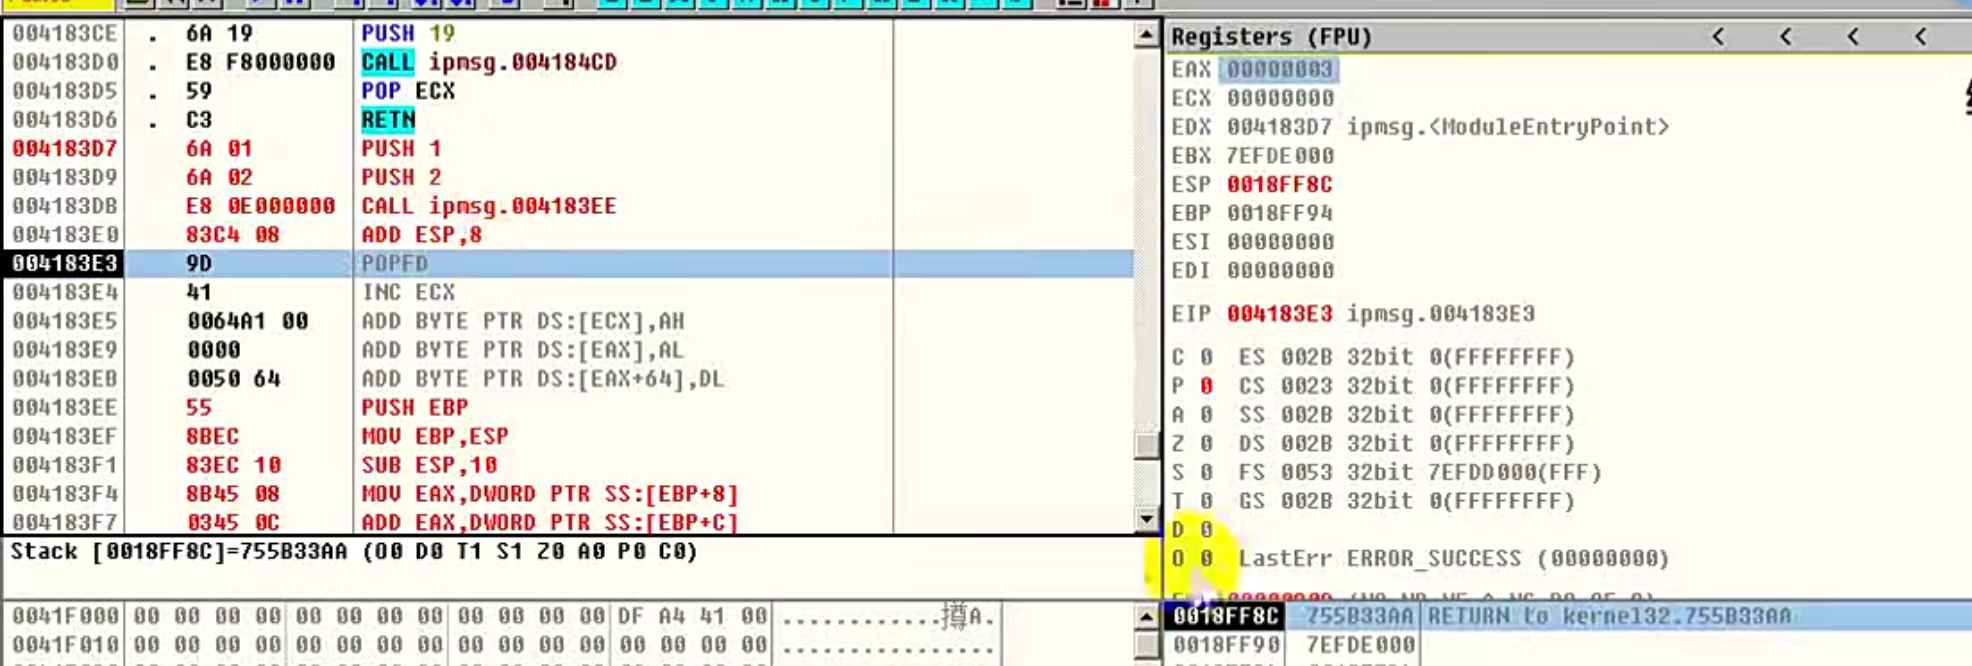 004183CE . 6A 19 PUSH 19
004183D0 . E8 F8000000 CALL ipmsg.004184CD
004183D5 . 59 POP ECX
004183D6 . C3 RETN
004183D7 6A 01 PUSH 1
004183D9 6A 02 PUSH 2
004183DB E8 0E000000 CALL ipmsg.004183EE
004183E0 83C4 08 ADD ESP,8
004183E3 9D POPFD
004183E4 41 INC ECX
004183E5 0064A1 00 ADD BYTE PTR DS:[ECX],AH
004183E9 0000 ADD BYTE PTR DS:[EAX],AL
004183EB 0050 64 ADD BYTE PTR DS:[EAX+64],DL
004183EE 55 PUSH EBP
004183EF 8BEC MOV EBP,ESP
004183F1 83EC 10 SUB ESP,10
004183F4 8B45 08 MOV EAX,DWORD PTR SS:[EBP+8]
004183F7 0345 0C ADD EAX,DWORD PTR SS:[EBP+C]
Stack [0018FF8C]=755B33AA (O0 D0 T1 S1 Z0 A0 P0 C0)
0041F000 00 00 00 00 00 00 00 00 00 00 00 00 DF A4 41 00 ............撙A.
0041F010 00 00 00 00 00 00 00 00 00 00 00 00 00 00 00 00 ................
Registers (FPU) < < < <
EAX 00000003
ECX 00000000
EDX 004183D7 ipmsg.<ModuleEntryPoint>
EBX 7EFDE000
ESP 0018FF8C
EBP 0018FF94
ESI 00000000
EDI 00000000
EIP 004183E3 ipmsg.004183E3
C 0 ES 002B 32bit 0(FFFFFFFF)
P 0 CS 0023 32bit 0(FFFFFFFF)
A 0 SS 002B 32bit 0(FFFFFFFF)
Z 0 DS 002B 32bit 0(FFFFFFFF)
S 0 FS 0053 32bit 7EFDD000(FFF)
T 0 GS 002B 32bit 0(FFFFFFFF)
D 0
O 0 LastErr ERROR_SUCCESS (00000000)
0018FF8C 755B33AA RETURN to kernel32.755B33AA
0018FF90 7EFDE000